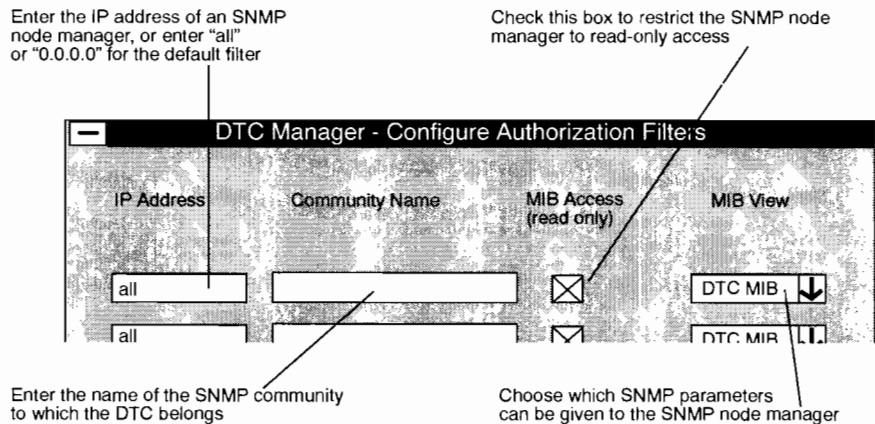 Enter the IP address of an SNMP
node manager, or enter "all"
or "0.0.0.0" for the default filter
Check this box to restrict the SNMP node
manager to read-only access
DTC Manager - Configure Authorization Filters
IP Address
Community Name
MIB Access
(read only)
MIB View
all
DTC MIB
all
DTC MIB
Enter the name of the SNMP community
to which the DTC belongs
Choose which SNMP parameters
can be given to the SNMP node manager